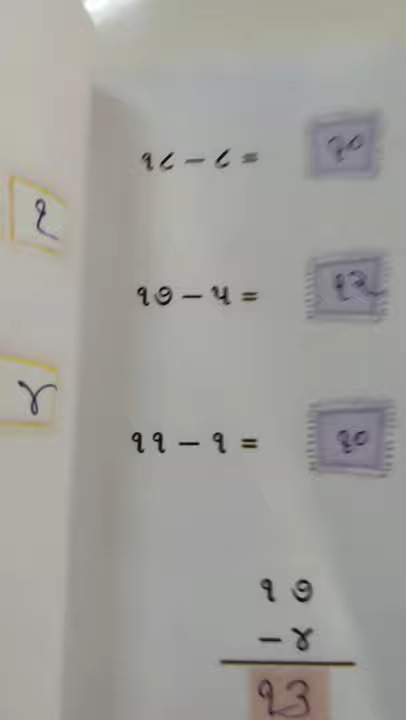 ૨
૪
૧૮ − ૮ = ૧૦
૧૭ − ૫ = ૧૨
૧૧ − ૧ = ૧૦
૧૭
− ૪
૧૩